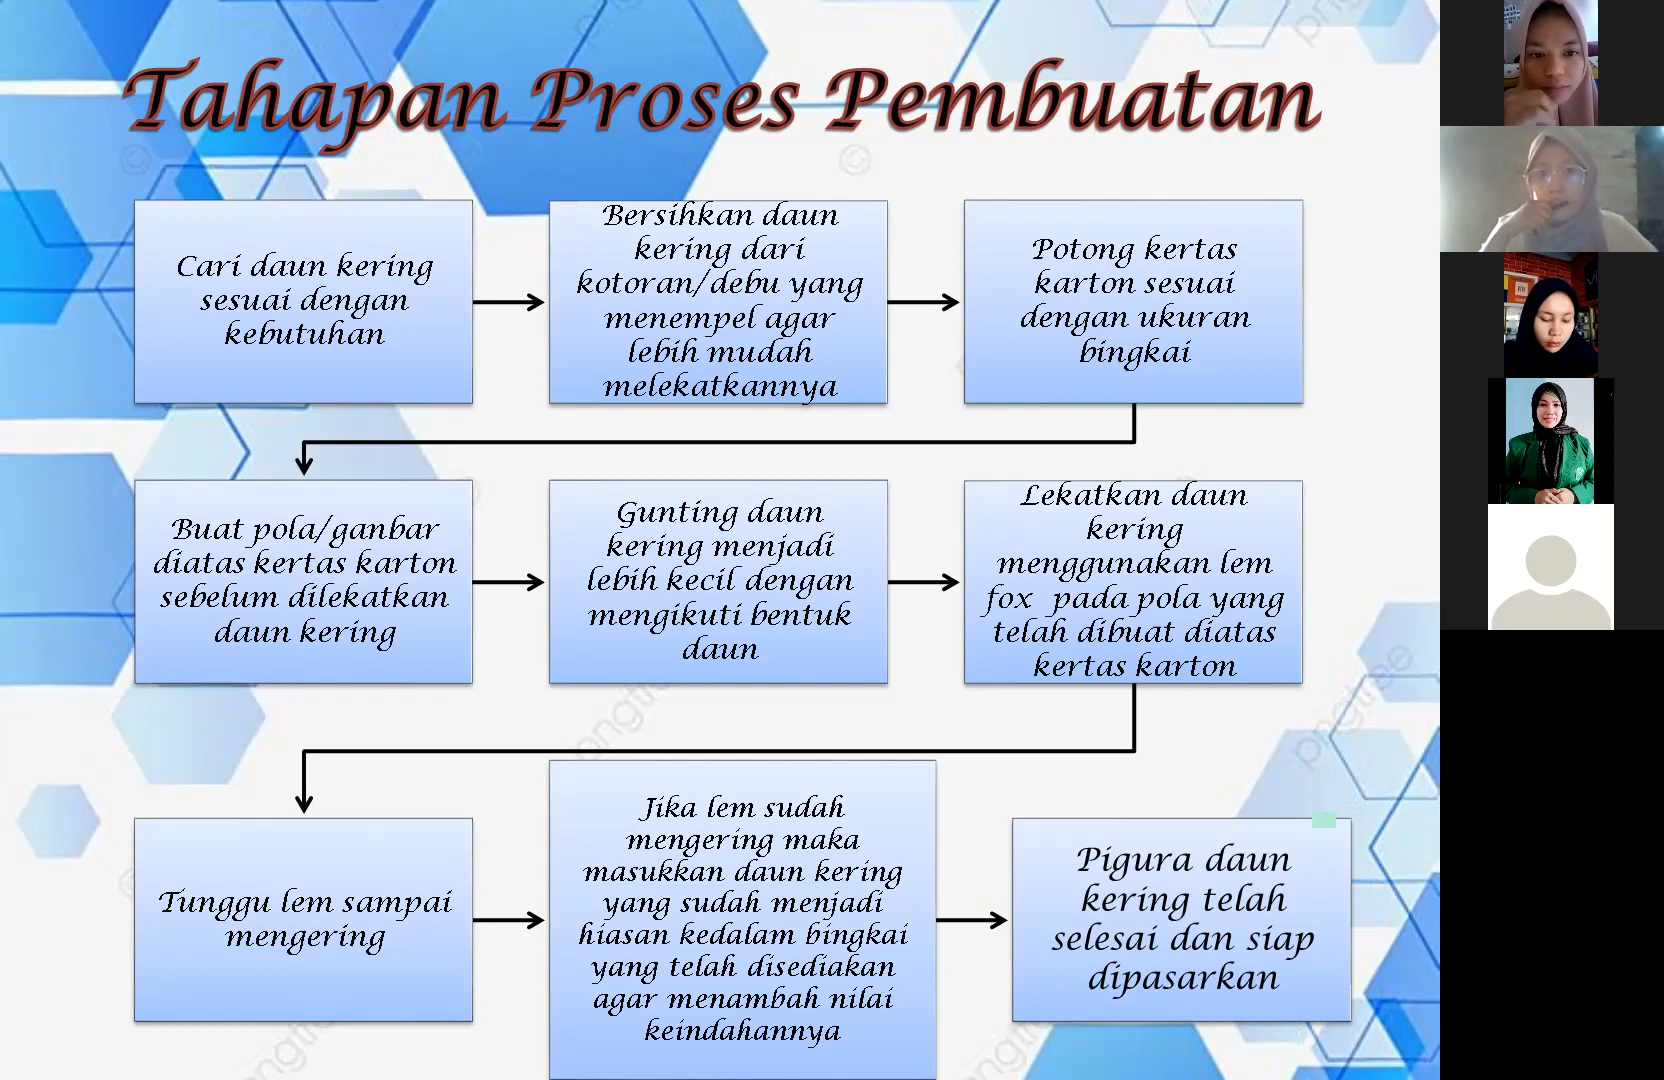 Tahapan Proses Pembuatan
Cari daun kering
sesuai dengan
kebutuhan
Bersihkan daun
kering dari
kotoran/debu yang
menempel agar
lebih mudah
melekatkannya
Potong kertas
karton sesuai
dengan ukuran
bingkai
Buat pola/ganbar
diatas kertas karton
sebelum dilekatkan
daun kering
Gunting daun
kering menjadi
lebih kecil dengan
mengikuti bentuk
daun
Lekatkan daun
kering
menggunakan lem
fox pada pola yang
telah dibuat diatas
kertas karton
Tunggu lem sampai
mengering
Jika lem sudah
mengering maka
masukkan daun kering
yang sudah menjadi
hiasan kedalam bingkai
yang telah disediakan
agar menambah nilai
keindahannya
Pigura daun
kering telah
selesai dan siap
dipasarkan
pngtree